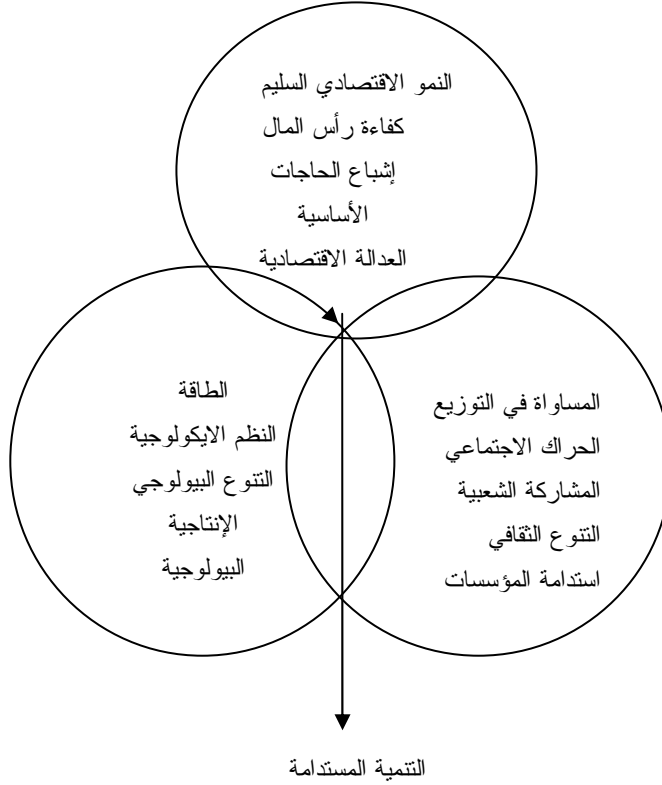 النمو الاقتصادي السليم
كفاءة رأس المال
إشباع الحاجات
الأساسية
العدالة الاقتصادية
المساواة في التوزيع
الحراك الاجتماعي
المشاركة الشعبية
التنوع الثقافي
استدامة المؤسسات
الطاقة
النظم الايكولوجية
التنوع البيولوجي
الإنتاجية
البيولوجية
التنمية المستدامة